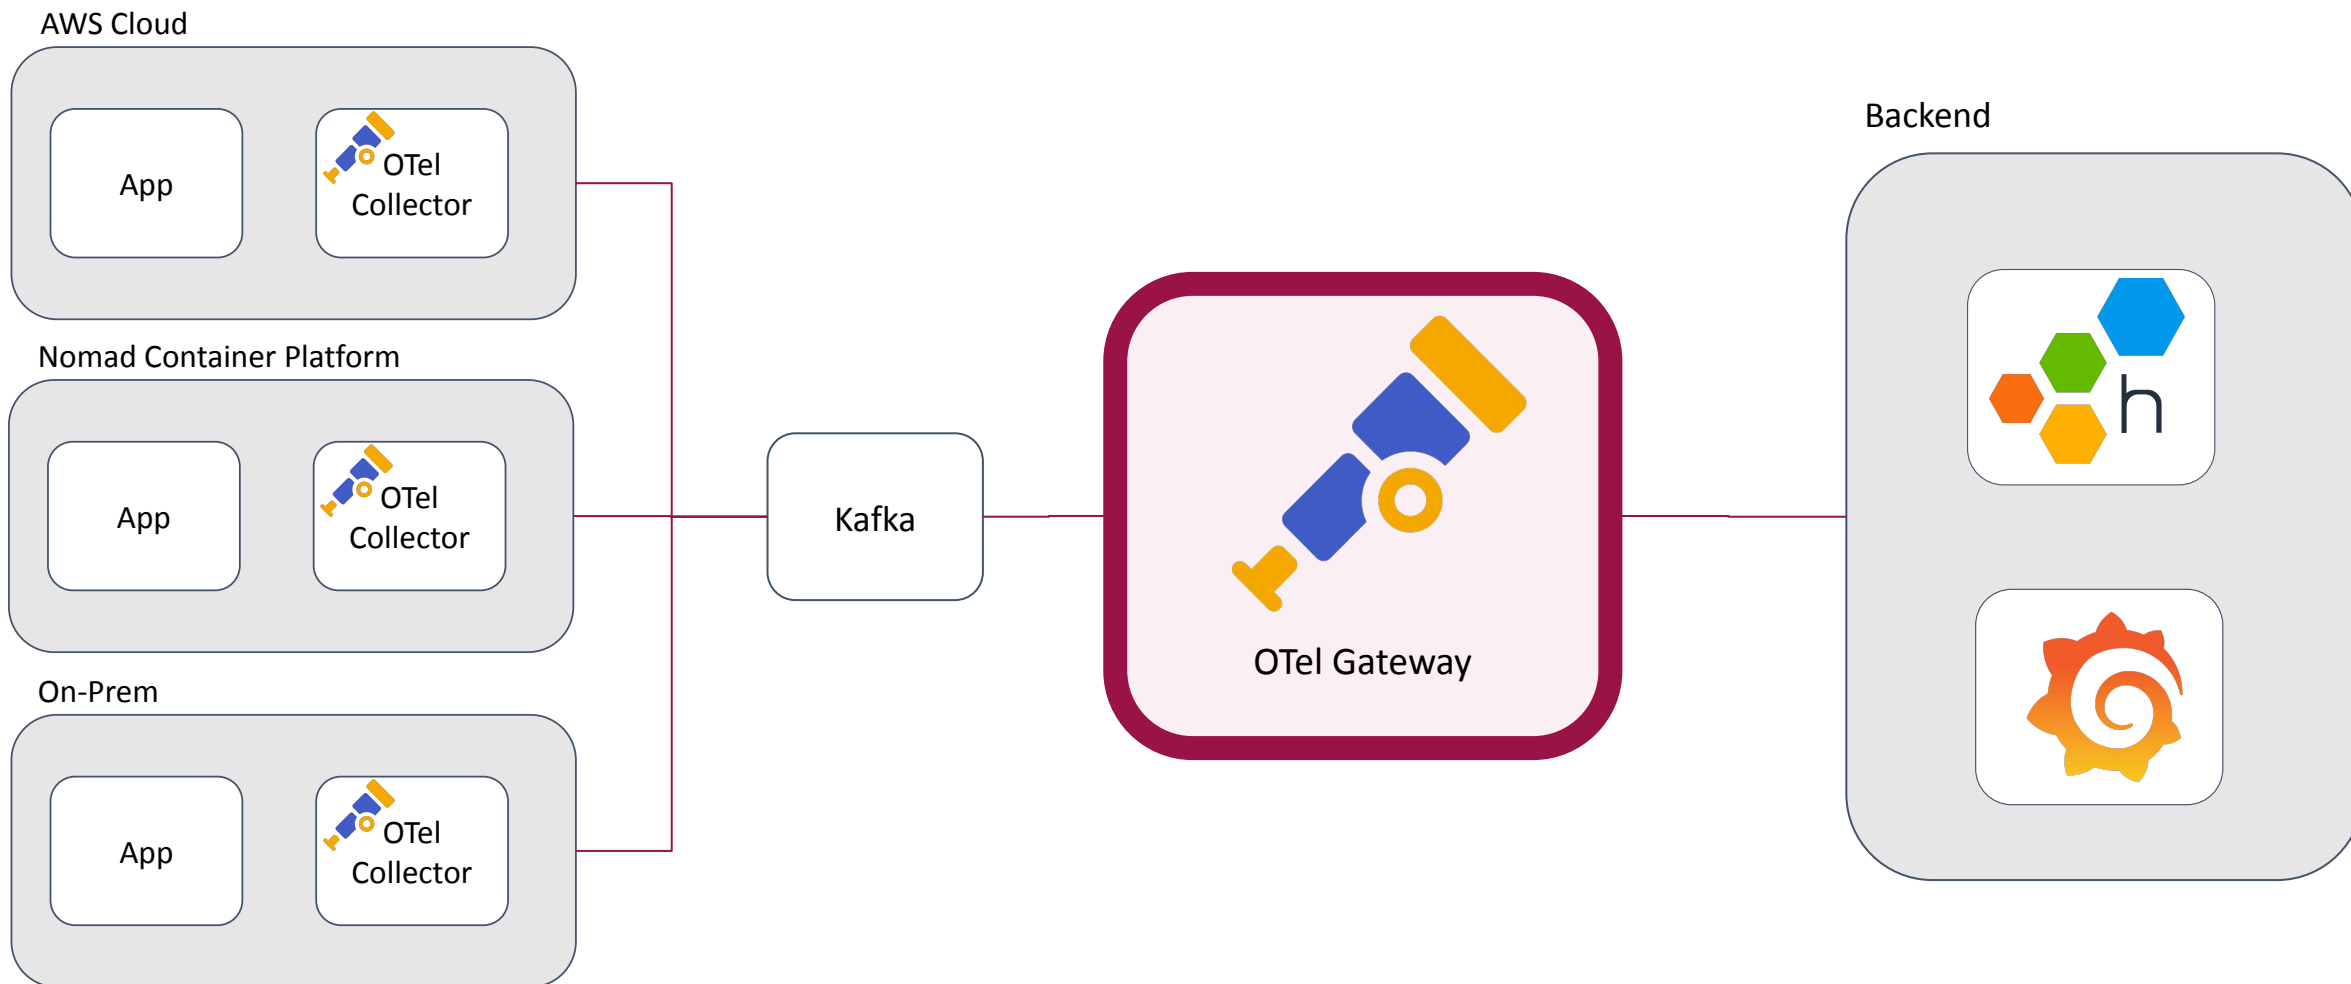 AWS Cloud
App
OTel
Collector
Nomad Container Platform
App
OTel
Collector
On-Prem
App
OTel
Collector
Kafka
OTel Gateway
Backend
h